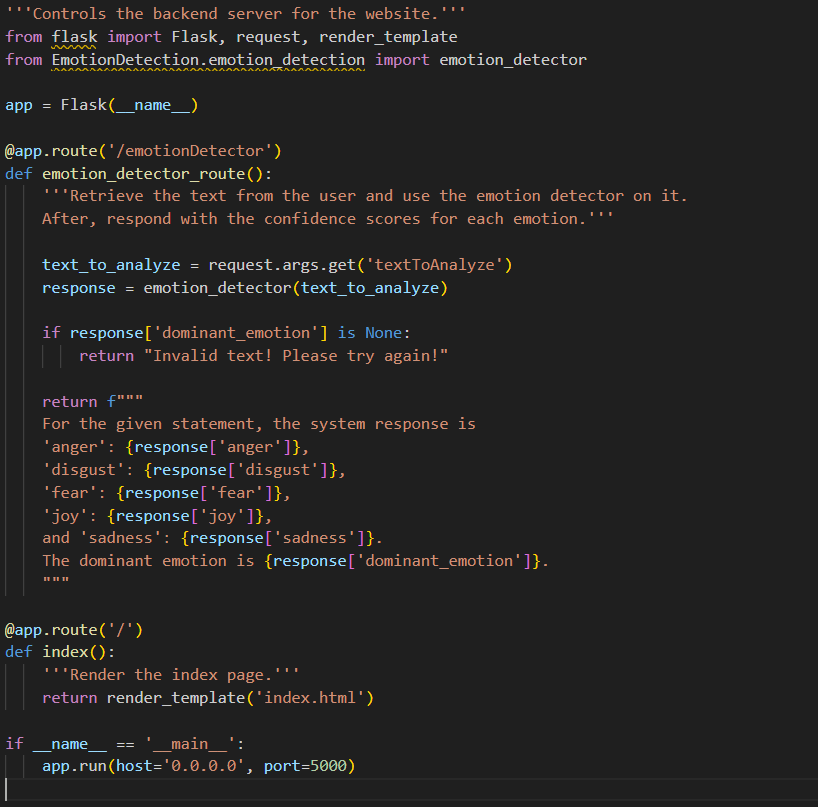 '''Controls the backend server for the website.'''
from flask import Flask, request, render_template
from EmotionDetection.emotion_detection import emotion_detector

app = Flask(__name__)

@app.route('/emotionDetector')
def emotion_detector_route():
    '''Retrieve the text from the user and use the emotion detector on it.
    After, respond with the confidence scores for each emotion.'''

    text_to_analyze = request.args.get('textToAnalyze')
    response = emotion_detector(text_to_analyze)

    if response['dominant_emotion'] is None:
        return "Invalid text! Please try again!"

    return f"""
    For the given statement, the system response is
    'anger': {response['anger']},
    'disgust': {response['disgust']},
    'fear': {response['fear']},
    'joy': {response['joy']},
    and 'sadness': {response['sadness']}.
    The dominant emotion is {response['dominant_emotion']}.
    """

@app.route('/')
def index():
    '''Render the index page.'''
    return render_template('index.html')

if __name__ == '__main__':
    app.run(host='0.0.0.0', port=5000)